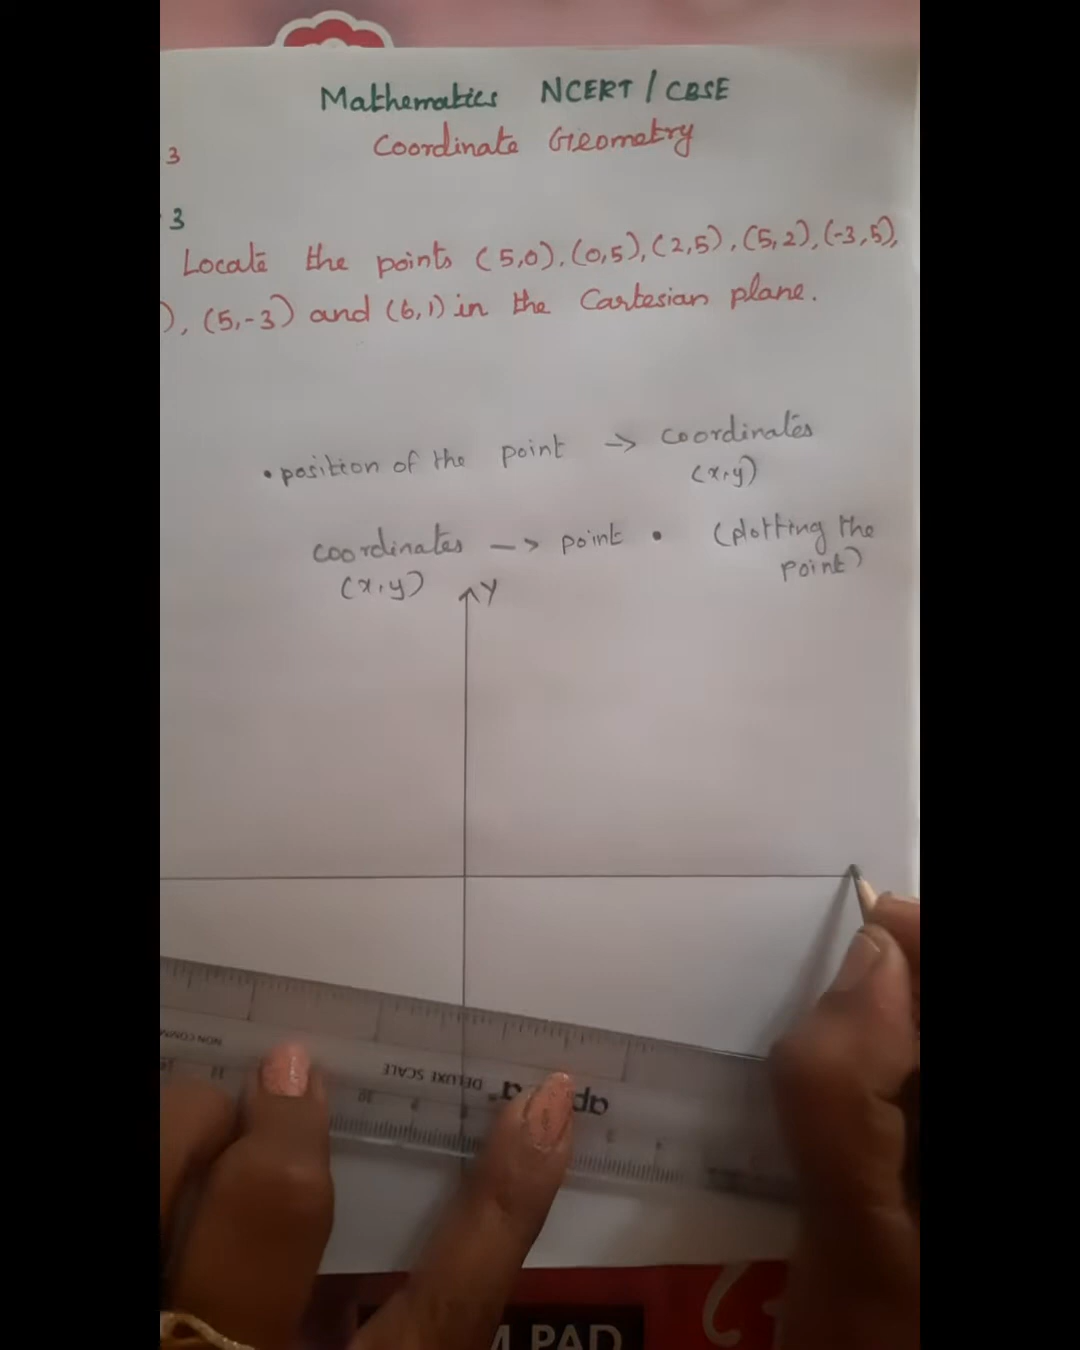 Mathematics NCERT / CBSE
3 Coordinate Geometry
3
Locate the points (5,0), (0,5), (2,5), (5,2), (-3,5),
), (5,-3) and (6,1) in the Cartesian plane.
• position of the point -> coordinates
(x,y)
coordinates -> point • (plotting the
point)
(x,y) Y
DELUXE SCALE
PAD